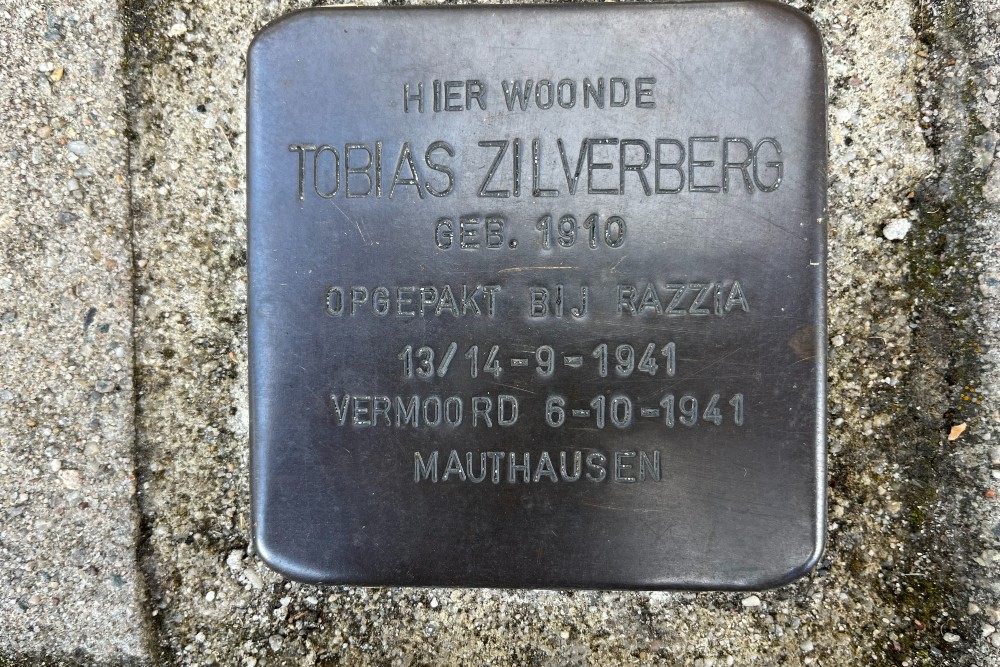 HIER WOONDE
TOBIAS ZILVERBERG
GEB. 1910
OPGEPAKT BIJ RAZZIA
13/14-9-1941
VERMOORD 6-10-1941
MAUTHAUSEN